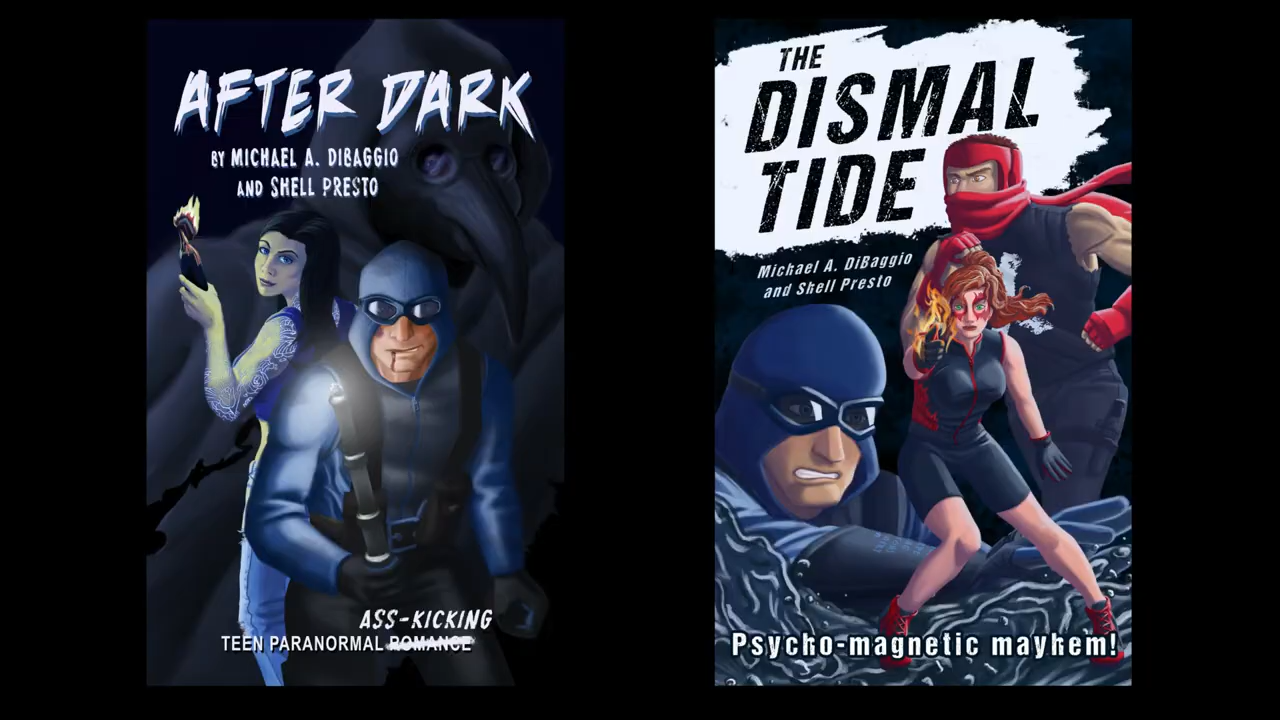 AFTER DARK
BY MICHAEL A. DIBAGGIO
AND SHELL PRESTO
ASS-KICKING
TEEN PARANORMAL ROMANCE
THE
DISMAL
TIDE
Michael A. DiBaggio
and Shell Presto
Psycho-magnetic mayhem!